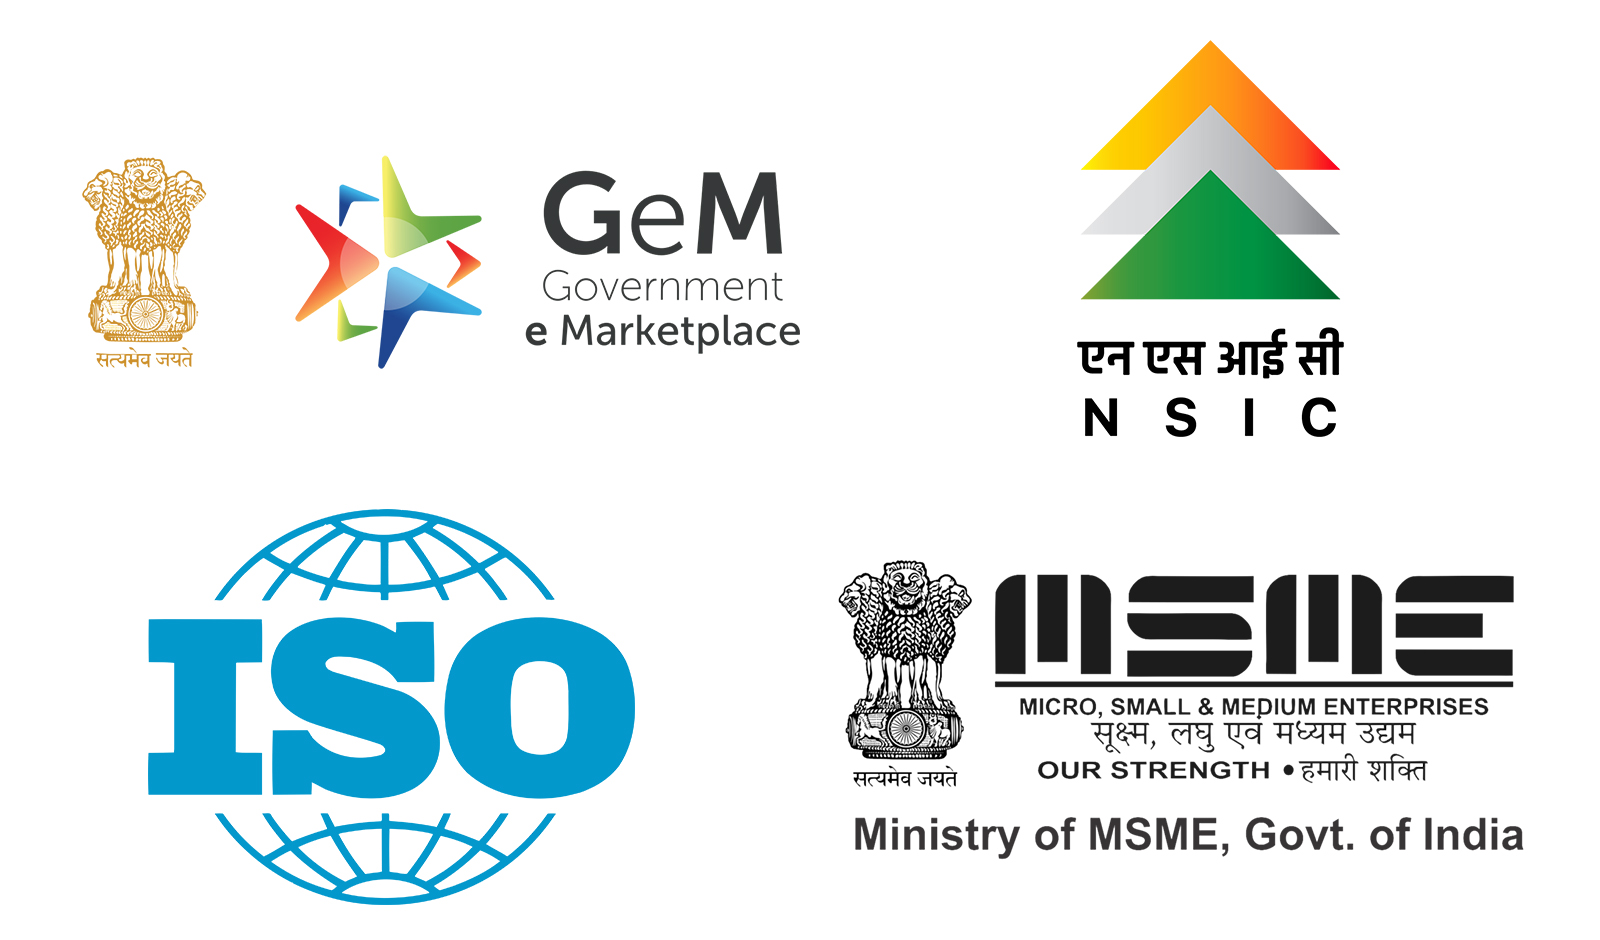 सत्यमेव जयते
GeM
Government
e Marketplace
एन एस आई सी
N S I C
ISO
सत्यमेव जयते
MSME
MICRO, SMALL & MEDIUM ENTERPRISES
सूक्ष्म, लघु एवं मध्यम उद्यम
OUR STRENGTH • हमारी शक्ति
Ministry of MSME, Govt. of India